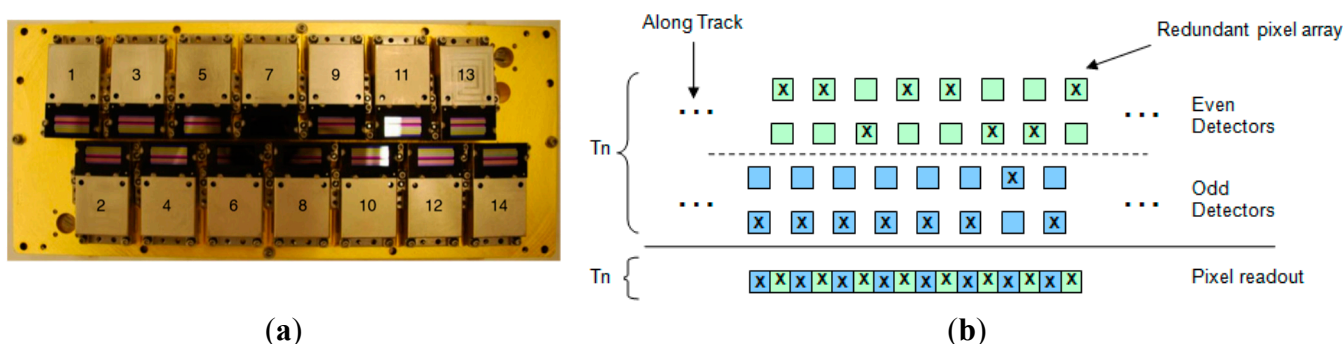 1 3 5 7 9 11 13
2 4 6 8 10 12 14
(a)
Along Track
Redundant pixel array
X X X X X
Tn ... ... Even
Detectors
X X X
X
... ... Odd
Detectors
X X X X X X X
Tn X X X X X X X X X X X X X X X X Pixel readout
(b)